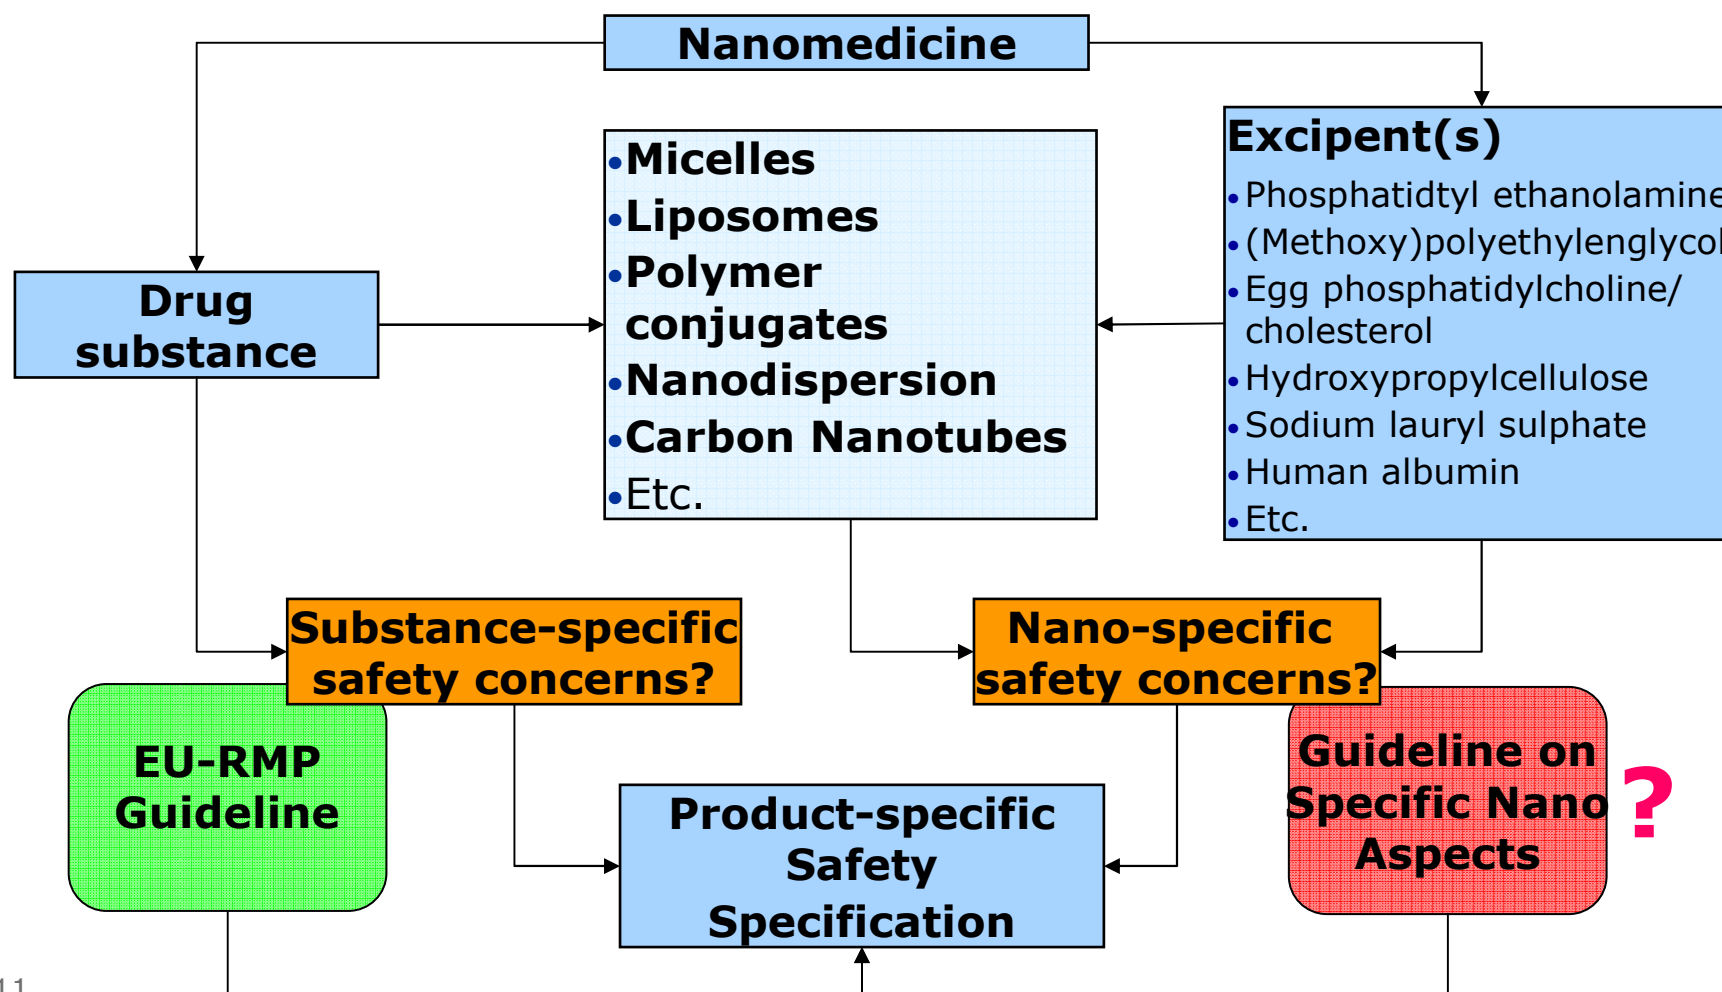 Nanomedicine
Excipent(s)
•Phosphatidtyl ethanolamine
•(Methoxy)polyethylenglycol
•Egg phosphatidylcholine/
cholesterol
•Hydroxypropylcellulose
•Sodium lauryl sulphate
•Human albumin
•Etc.
•Micelles
•Liposomes
•Polymer
conjugates
•Nanodispersion
•Carbon Nanotubes
•Etc.
Drug
substance
Substance-specific
safety concerns?
Nano-specific
safety concerns?
EU-RMP
Guideline
Product-specific
Safety
Specification
Guideline on
Specific Nano
Aspects
?
11